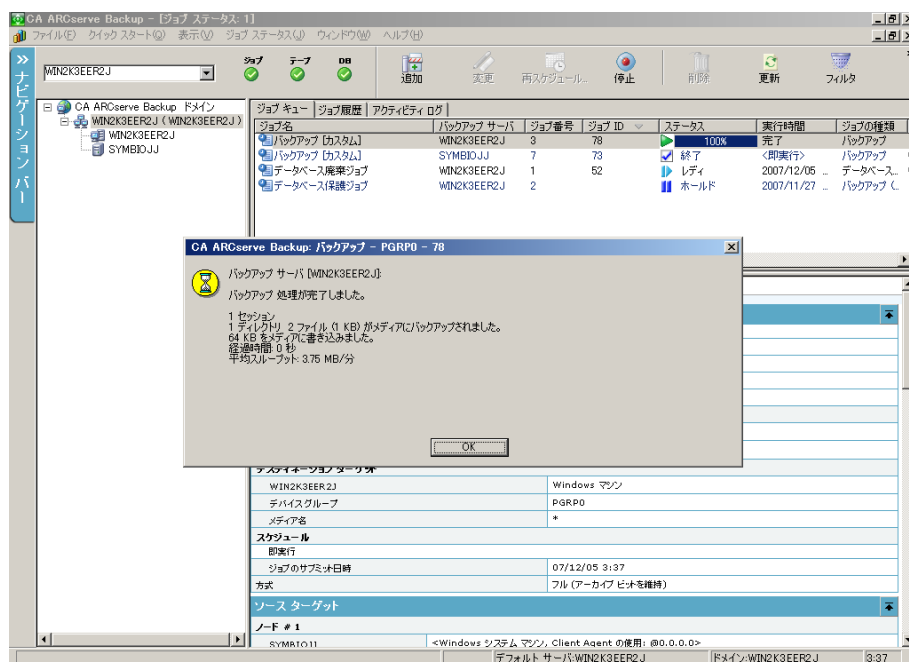 CA ARCserve Backup - [ジョブ ステータス: 1]
ファイル(F) クイック スタート(Q) 表示(V) ジョブ ステータス(J) ウィンドウ(W) ヘルプ(H)
ナビゲーション バー
WIN2K3EER2J
ジョブ テープ DB
追加 変更 再スケジュール... 停止 削除 更新 フィルタ
CA ARCserve Backup ドメイン
WIN2K3EER2J ( WIN2K3EER2J )
WIN2K3EER2J
SYMBIOJJ
ジョブ キュー ジョブ履歴 アクティビティ ログ
ジョブ名 バックアップ サーバ ジョブ番号 ジョブ ID ステータス 実行時間 ジョブの種類
バックアップ [カスタム] WIN2K3EER2J 3 78 100% 完了 バックアップ
バックアップ [カスタム] SYMBIOJJ 7 73 終了 <即実行> バックアップ
データベース廃棄ジョブ WIN2K3EER2J 1 52 レディ 2007/12/05 ... データベース...
データベース保護ジョブ WIN2K3EER2J 2 ホールド 2007/11/27 ... バックアップ (...
CA ARCserve Backup: バックアップ - PGRP0 - 78
バックアップ サーバ [WIN2K3EER2J]:
バックアップ 処理が完了しました。
1 セッション
1 ディレクトリ 2 ファイル (1 KB) がメディアにバックアップされました。
64 KB をメディアに書き込みました。
経過時間: 0 秒
平均スループット: 3.75 MB/分
OK
デスティネーション ターゲット
WIN2K3EER2J Windows マシン
デバイス グループ PGRP0
メディア名 *
スケジュール
即実行
ジョブのサブミット日時 07/12/05 3:37
方式 フル (アーカイブ ビットを維持)
ソース ターゲット
ノード # 1
SYMBIOJJ <Windows システム マシン, Client Agent の使用: @0.0.0.0>
デフォルト サーバ:WIN2K3EER2J ドメイン:WIN2K3EER2J 3:37